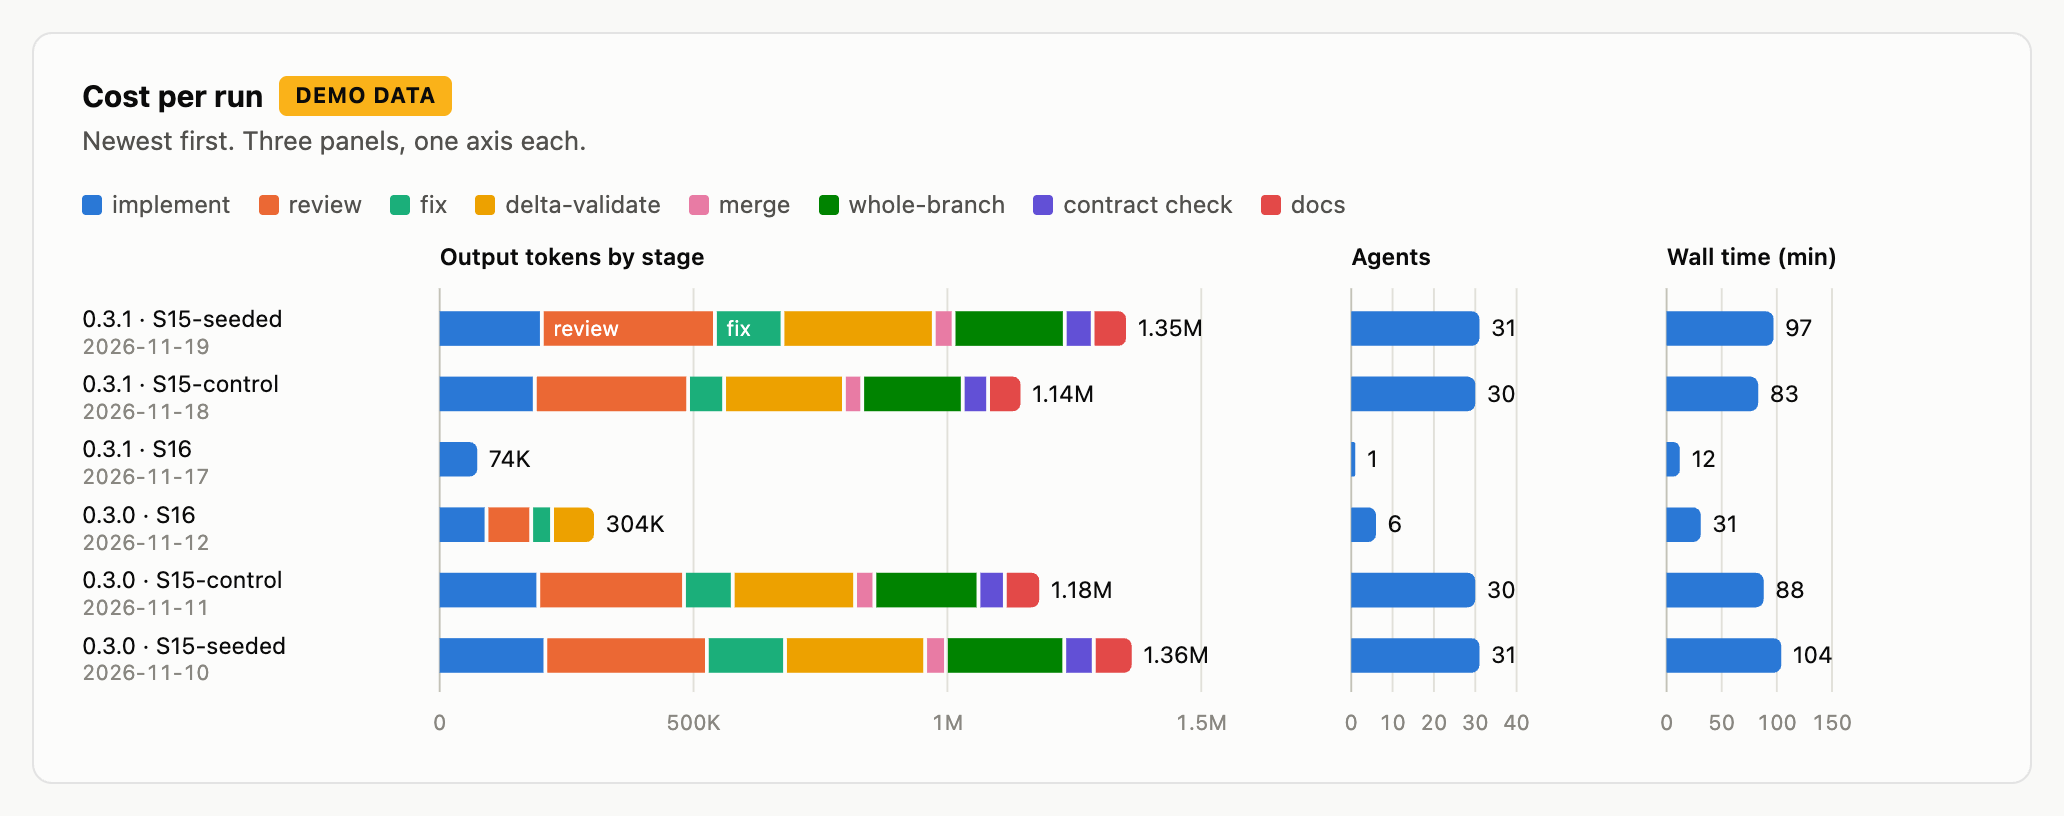 Cost per run DEMO DATA
Newest first. Three panels, one axis each.
implement review fix delta-validate merge whole-branch contract check docs
Output tokens by stage Agents Wall time (min)
0.3.1 · S15-seeded
2026-11-19
review fix 1.35M 31 97
0.3.1 · S15-control
2026-11-18
1.14M 30 83
0.3.1 · S16
2026-11-17
74K 1 12
0.3.0 · S16
2026-11-12
304K 6 31
0.3.0 · S15-control
2026-11-11
1.18M 30 88
0.3.0 · S15-seeded
2026-11-10
1.36M 31 104
0 500K 1M 1.5M 0 10 20 30 40 0 50 100 150